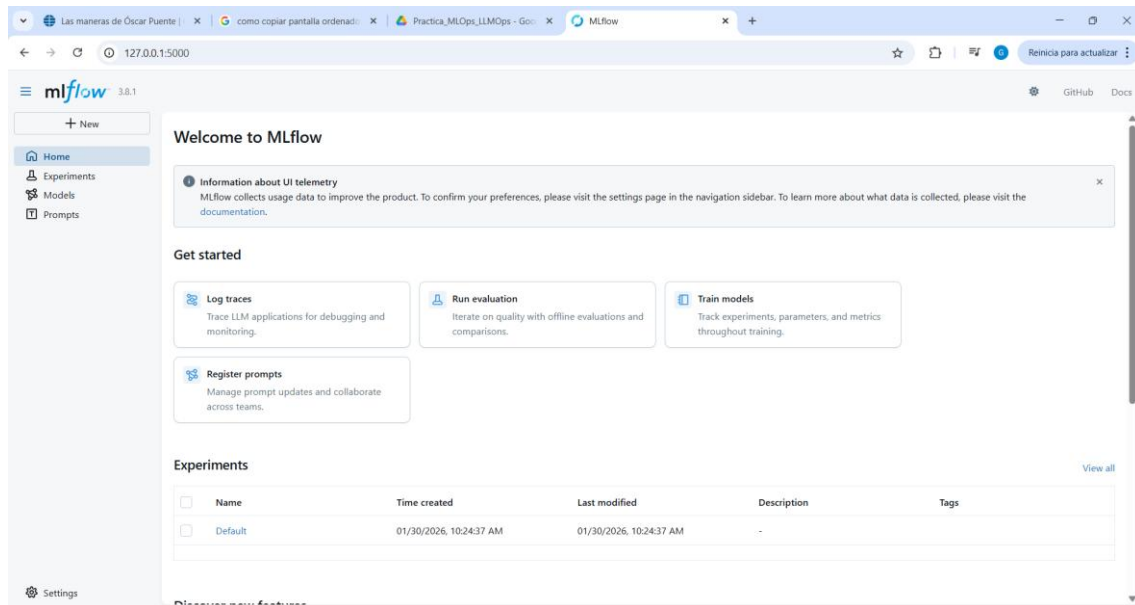 Las maneras de Óscar Puente |
como copiar pantalla ordenado
Practica_MLOps_LLMOps - Goo
MLflow
127.0.0.1:5000
G
Reinicia para actualizar
mlflow 3.8.1
GitHub
Docs
+ New
Home
Experiments
Models
Prompts
Settings
Welcome to MLflow
Information about UI telemetry
MLflow collects usage data to improve the product. To confirm your preferences, please visit the settings page in the navigation sidebar. To learn more about what data is collected, please visit the
documentation.
Get started
Log traces
Trace LLM applications for debugging and
monitoring.
Run evaluation
Iterate on quality with offline evaluations and
comparisons.
Train models
Track experiments, parameters, and metrics
throughout training.
Register prompts
Manage prompt updates and collaborate
across teams.
Experiments
View all
Name Time created Last modified Description Tags
Default 01/30/2026, 10:24:37 AM 01/30/2026, 10:24:37 AM -
Discover new features